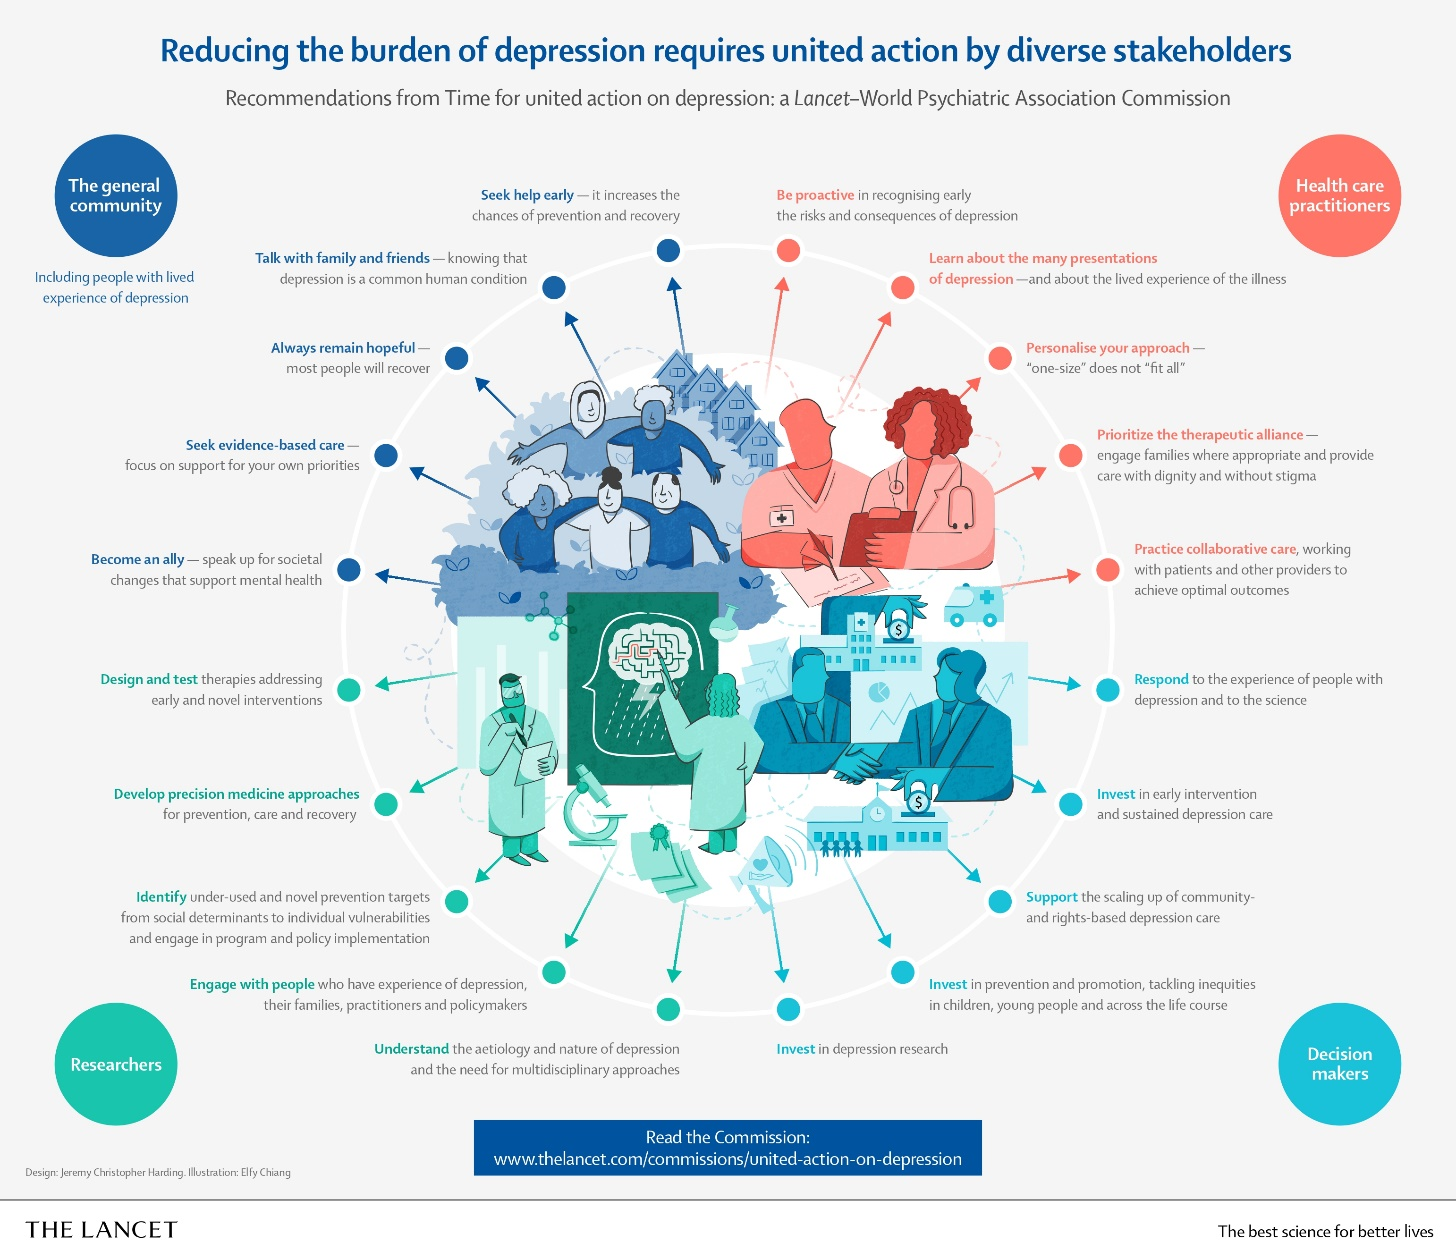 Reducing the burden of depression requires united action by diverse stakeholders
Recommendations from Time for united action on depression: a Lancet–World Psychiatric Association Commission
The general
community
Including people with lived
experience of depression
Seek help early — it increases the
chances of prevention and recovery
Talk with family and friends — knowing that
depression is a common human condition
Always remain hopeful —
most people will recover
Seek evidence-based care —
focus on support for your own priorities
Become an ally — speak up for societal
changes that support mental health
Health care
practitioners
Be proactive in recognising early
the risks and consequences of depression
Learn about the many presentations
of depression —and about the lived experience of the illness
Personalise your approach —
“one-size” does not “fit all”
Prioritize the therapeutic alliance —
engage families where appropriate and provide
care with dignity and without stigma
Practice collaborative care, working
with patients and other providers to
achieve optimal outcomes
$
$
Design and test therapies addressing
early and novel interventions
Develop precision medicine approaches
for prevention, care and recovery
Identify under-used and novel prevention targets
from social determinants to individual vulnerabilities
and engage in program and policy implementation
Engage with people who have experience of depression,
their families, practitioners and policymakers
Understand the aetiology and nature of depression
and the need for multidisciplinary approaches
Researchers
Respond to the experience of people with
depression and to the science
Invest in early intervention
and sustained depression care
Support the scaling up of community-
and rights-based depression care
Invest in prevention and promotion, tackling inequities
in children, young people and across the life course
Invest in depression research
Decision
makers
Read the Commission:
www.thelancet.com/commissions/united-action-on-depression
Design: Jeremy Christopher Harding. Illustration: Elfy Chiang
THE LANCET
The best science for better lives